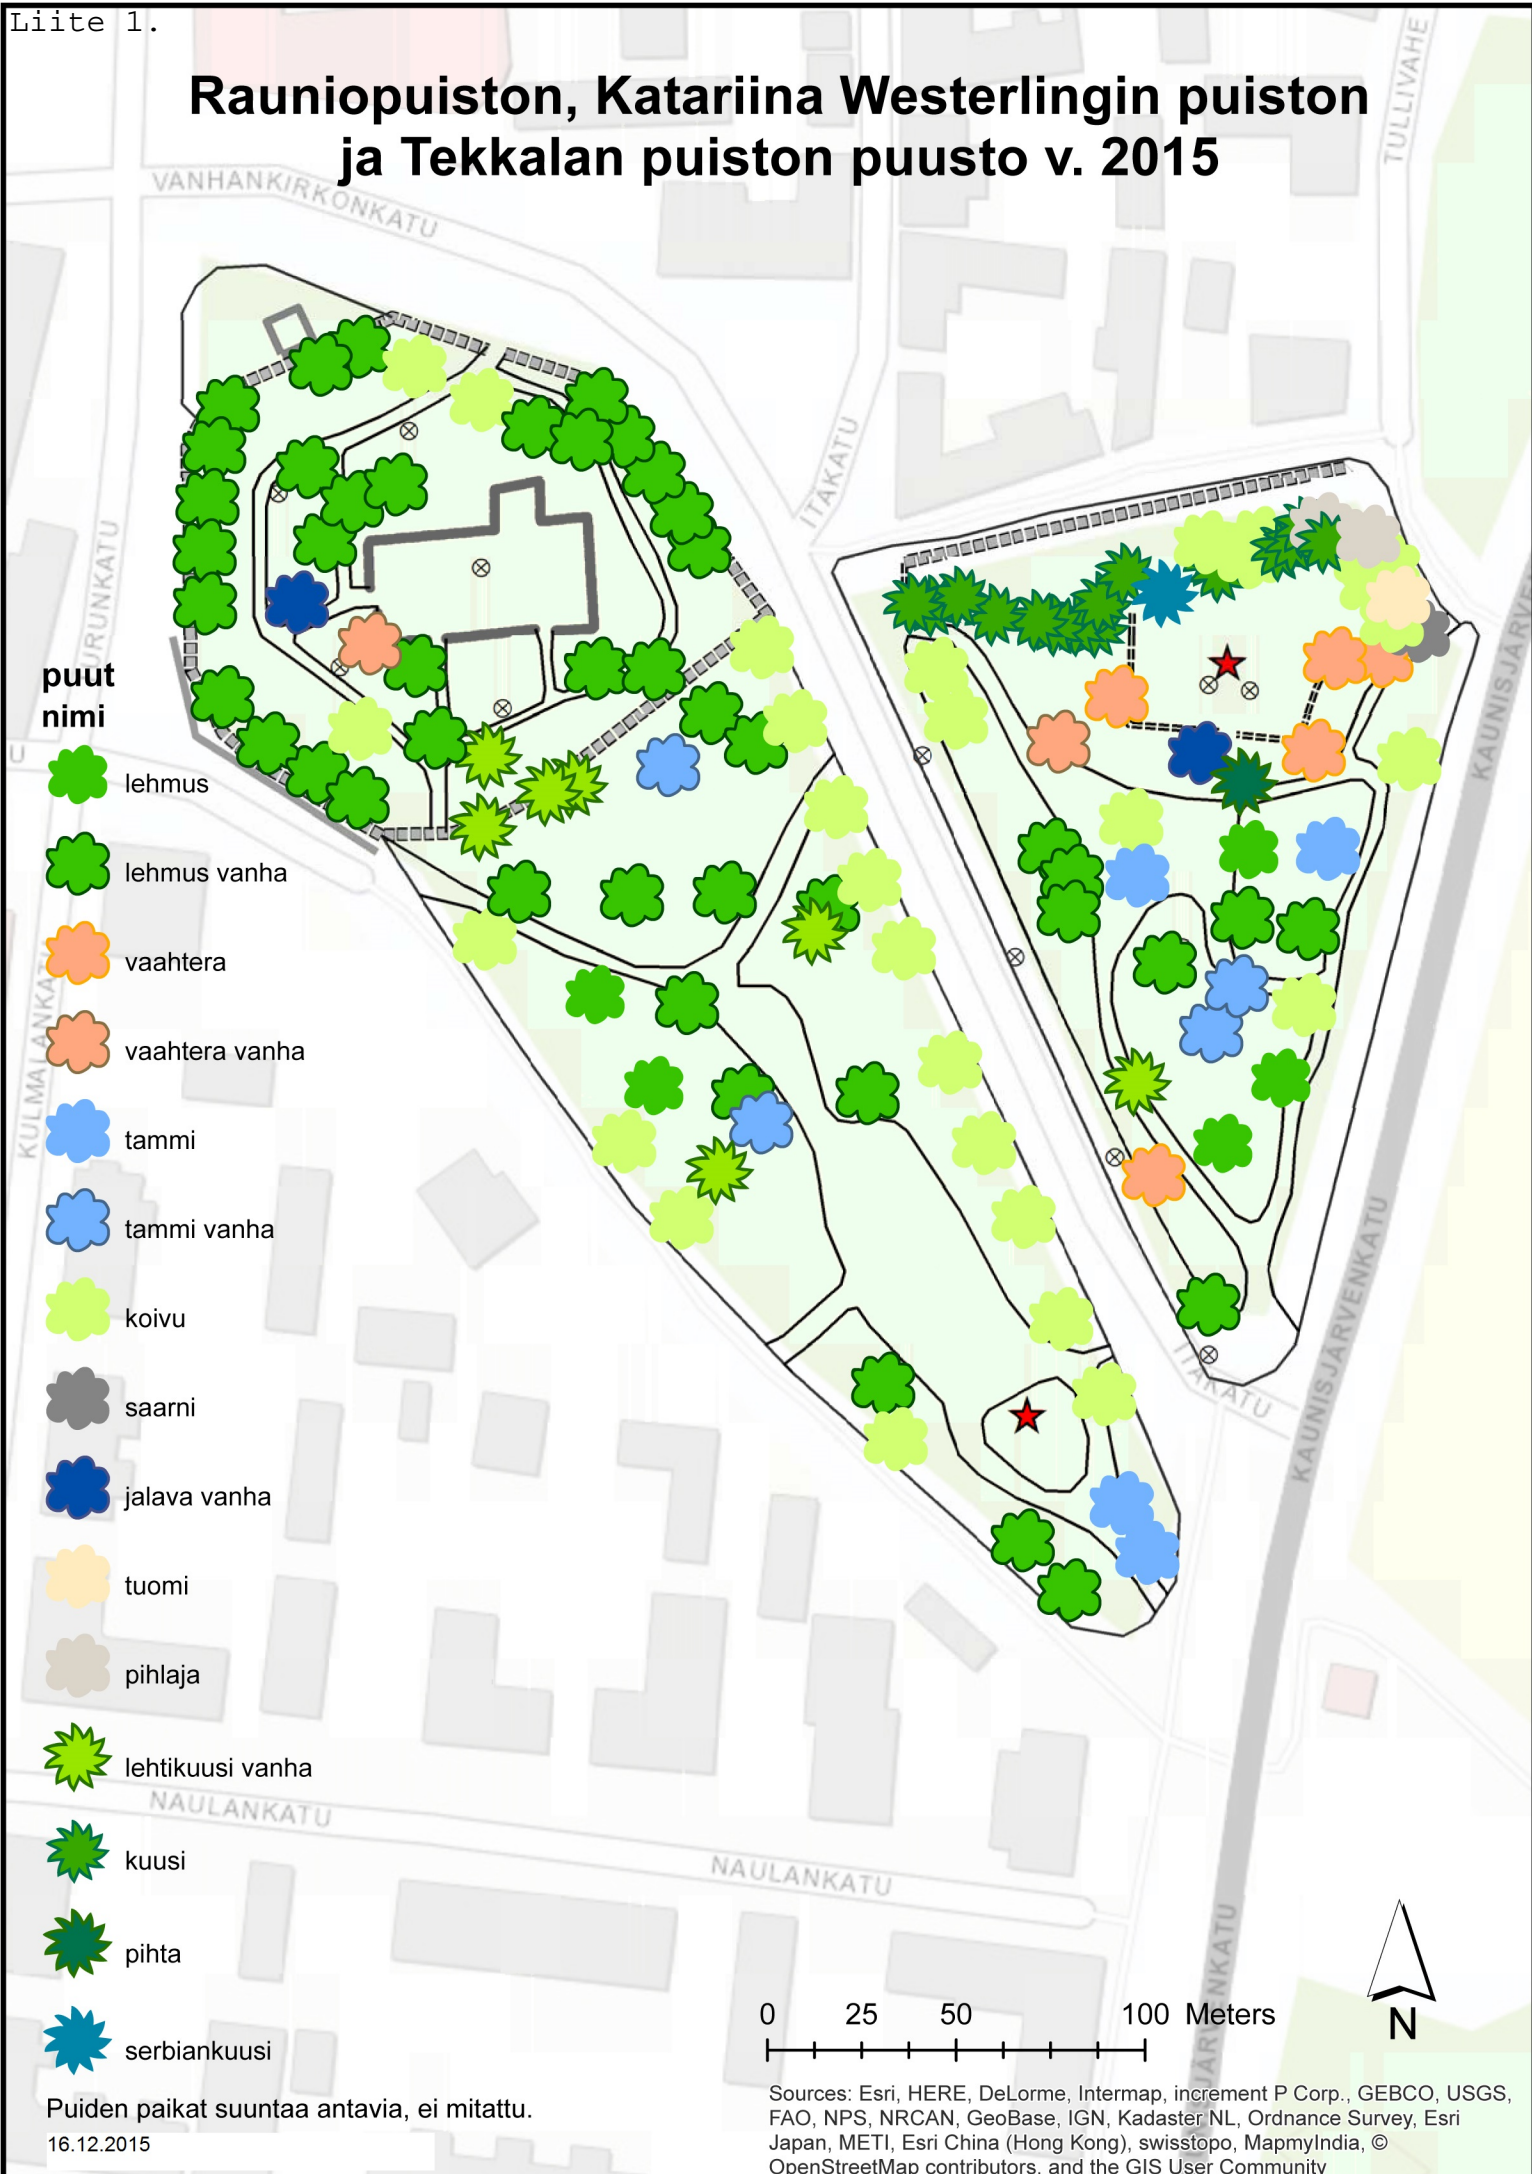 Liite 1.
Rauniopuiston, Katariina Westerlingin puiston
ja Tekkalan puiston puusto v. 2015
TULLIVAHE
VANHANKIRKONKATU
ITÄKATU
URUNKATU
KAUNISJÄRVE
U
KULMALANKATU
KAUNISJÄRVENKATU
ITÄKATU
puut
nimi
lehmus
lehmus vanha
vaahtera
vaahtera vanha
tammi
tammi vanha
koivu
saarni
jalava vanha
tuomi
pihlaja
lehtikuusi vanha
kuusi
pihta
serbiankuusi
NAULANKATU
NAULANKATU
SJÄRVENKATU
0 25 50 100 Meters
N
Puiden paikat suuntaa antavia, ei mitattu.
16.12.2015
Sources: Esri, HERE, DeLorme, Intermap, increment P Corp., GEBCO, USGS,
FAO, NPS, NRCAN, GeoBase, IGN, Kadaster NL, Ordnance Survey, Esri
Japan, METI, Esri China (Hong Kong), swisstopo, MapmyIndia, ©
OpenStreetMap contributors, and the GIS User Community